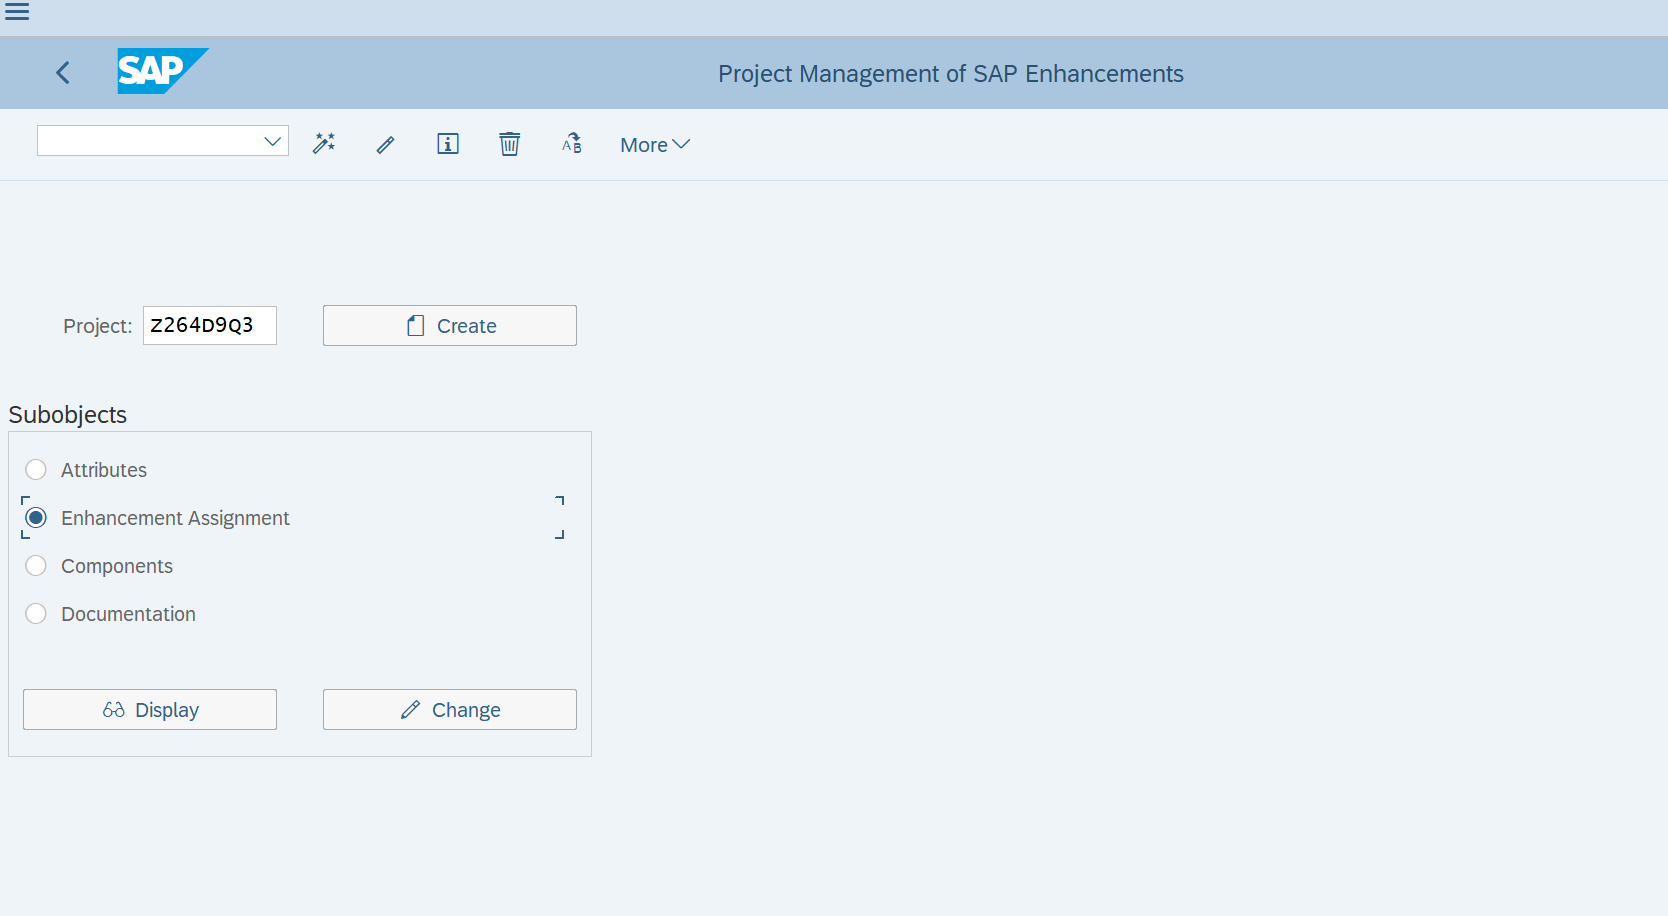 SAP
Project Management of SAP Enhancements
More
Project: Z264D9Q3
Create
Subobjects
Attributes
Enhancement Assignment
Components
Documentation
Display
Change